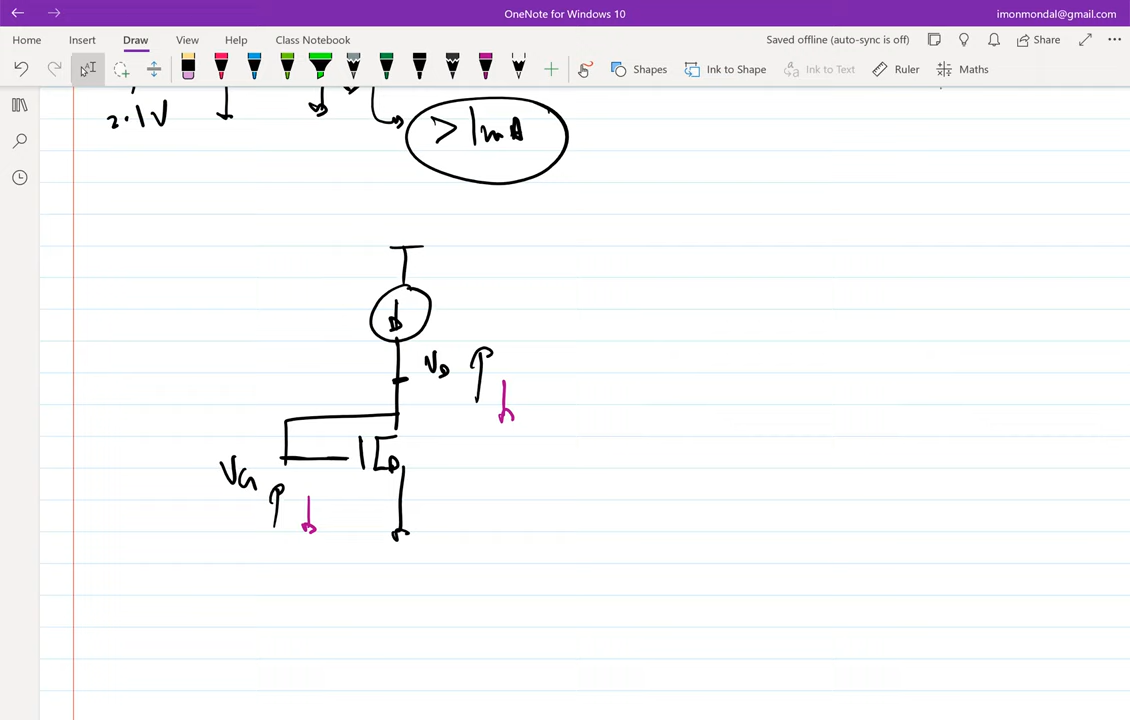 OneNote for Windows 10
imonmondal@gmail.com
Home Insert Draw View Help Class Notebook
Saved offline (auto-sync is off) Share
Shapes Ink to Shape Ink to Text Ruler Maths
2.1V
> 1mA
VD
VG